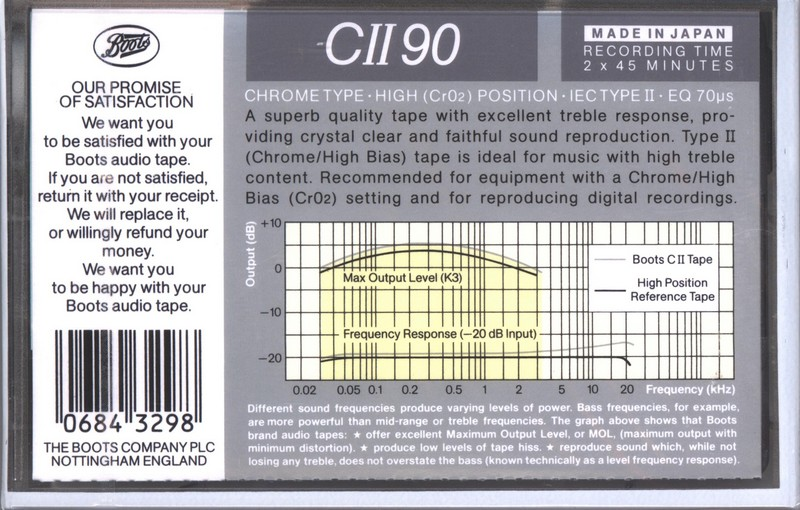 Boots
OUR PROMISE
OF SATISFACTION
We want you
to be satisfied with your
Boots audio tape.
If you are not satisfied,
return it with your receipt.
We will replace it,
or willingly refund your
money.
We want you
to be happy with your
Boots audio tape.
0684 3298
THE BOOTS COMPANY PLC
NOTTINGHAM ENGLAND
CII 90
MADE IN JAPAN
RECORDING TIME
2 x 45 MINUTES
CHROME TYPE · HIGH (CrO2) POSITION · IEC TYPE II · EQ 70µs
A superb quality tape with excellent treble response, pro-
viding crystal clear and faithful sound reproduction. Type II
(Chrome/High Bias) tape is ideal for music with high treble
content. Recommended for equipment with a Chrome/High
Bias (CrO2) setting and for reproducing digital recordings.
Output (dB)
+10
0
−10
−20
Max Output Level (K3)
Frequency Response (−20 dB Input)
Boots C II Tape
High Position
Reference Tape
0.02 0.05 0.1 0.2 0.5 1 2 5 10 20 Frequency (kHz)
Different sound frequencies produce varying levels of power. Bass frequencies, for example,
are more powerful than mid-range or treble frequencies. The graph above shows that Boots
brand audio tapes: ★ offer excellent Maximum Output Level, or MOL, (maximum output with
minimum distortion). ★ produce low levels of tape hiss. ★ reproduce sound which, while not
losing any treble, does not overstate the bass (known technically as a level frequency response).